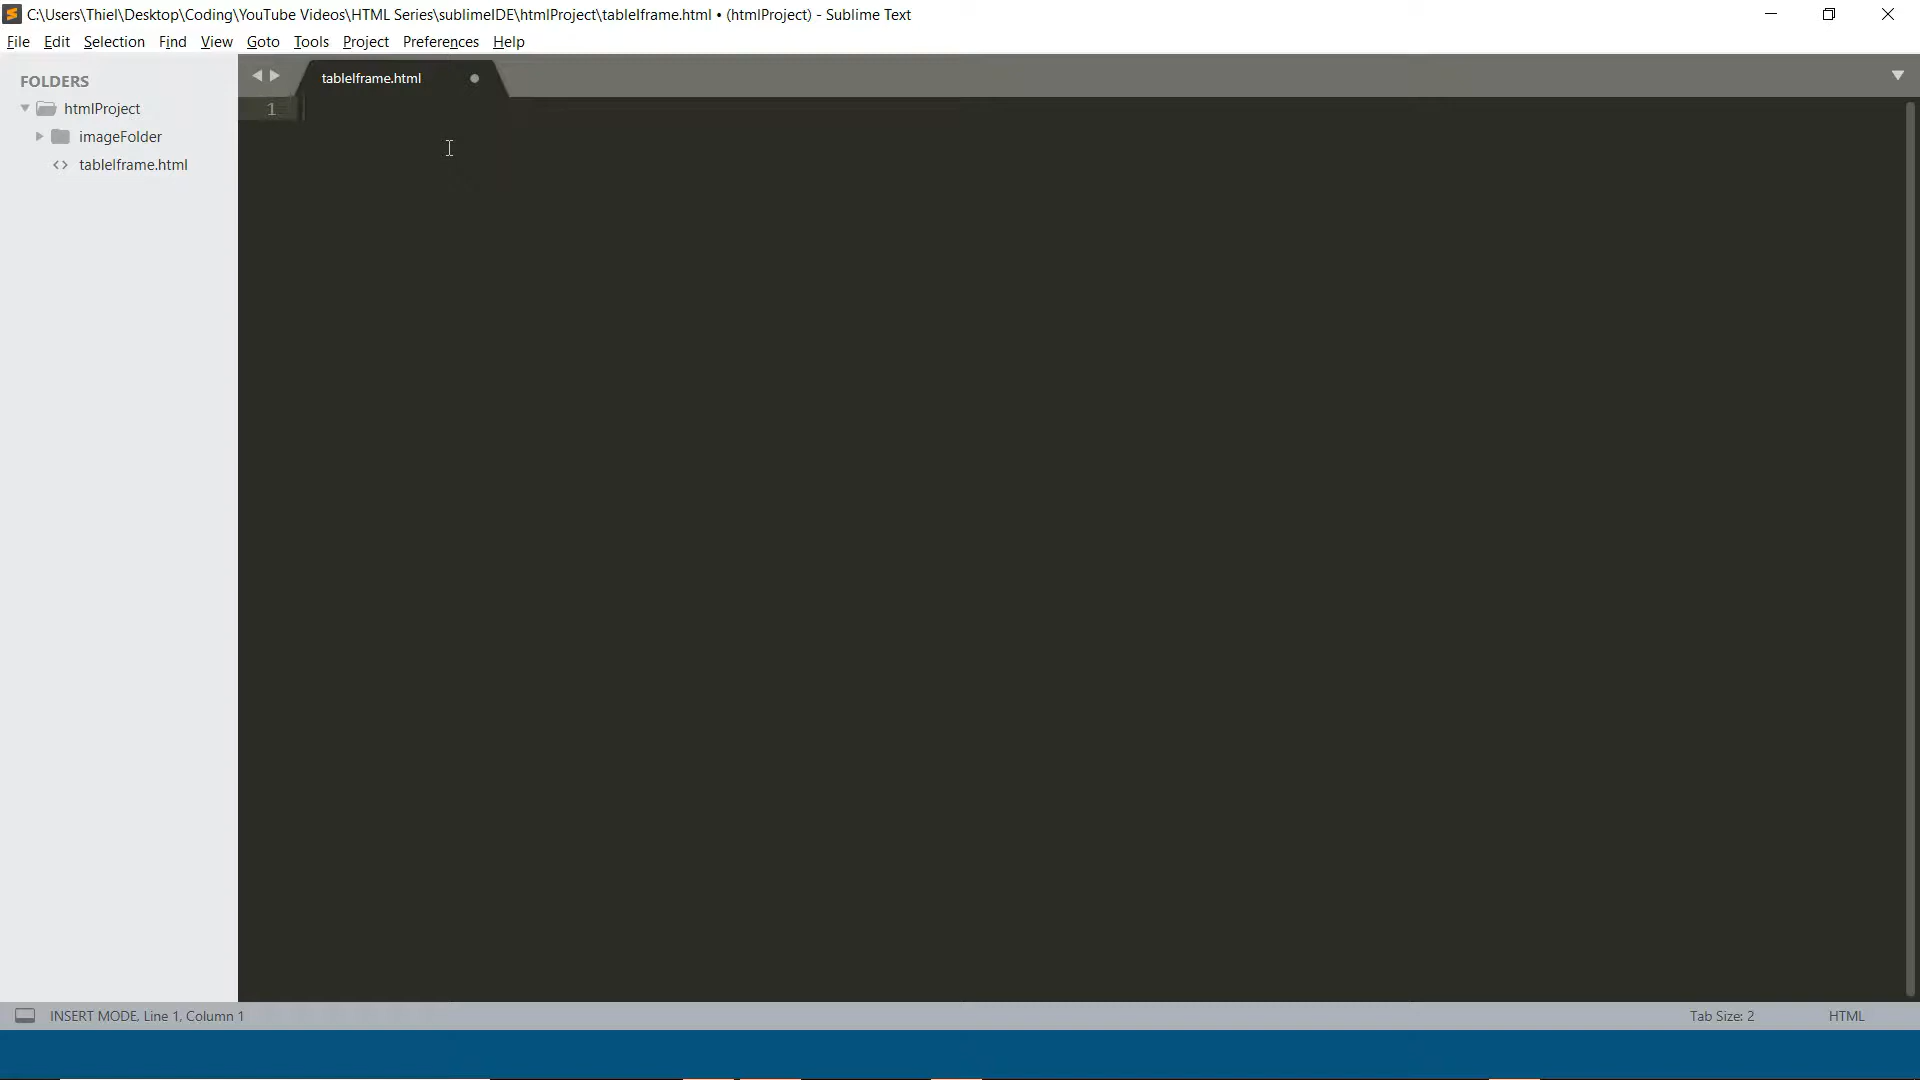 C:\Users\Thiel\Desktop\Coding\YouTube Videos\HTML Series\sublimeIDE\htmlProject\tableIframe.html • (htmlProject) - Sublime Text
File Edit Selection Find View Goto Tools Project Preferences Help
FOLDERS
htmlProject
imageFolder
<> tableIframe.html
tableIframe.html
1
INSERT MODE, Line 1, Column 1
Tab Size: 2
HTML